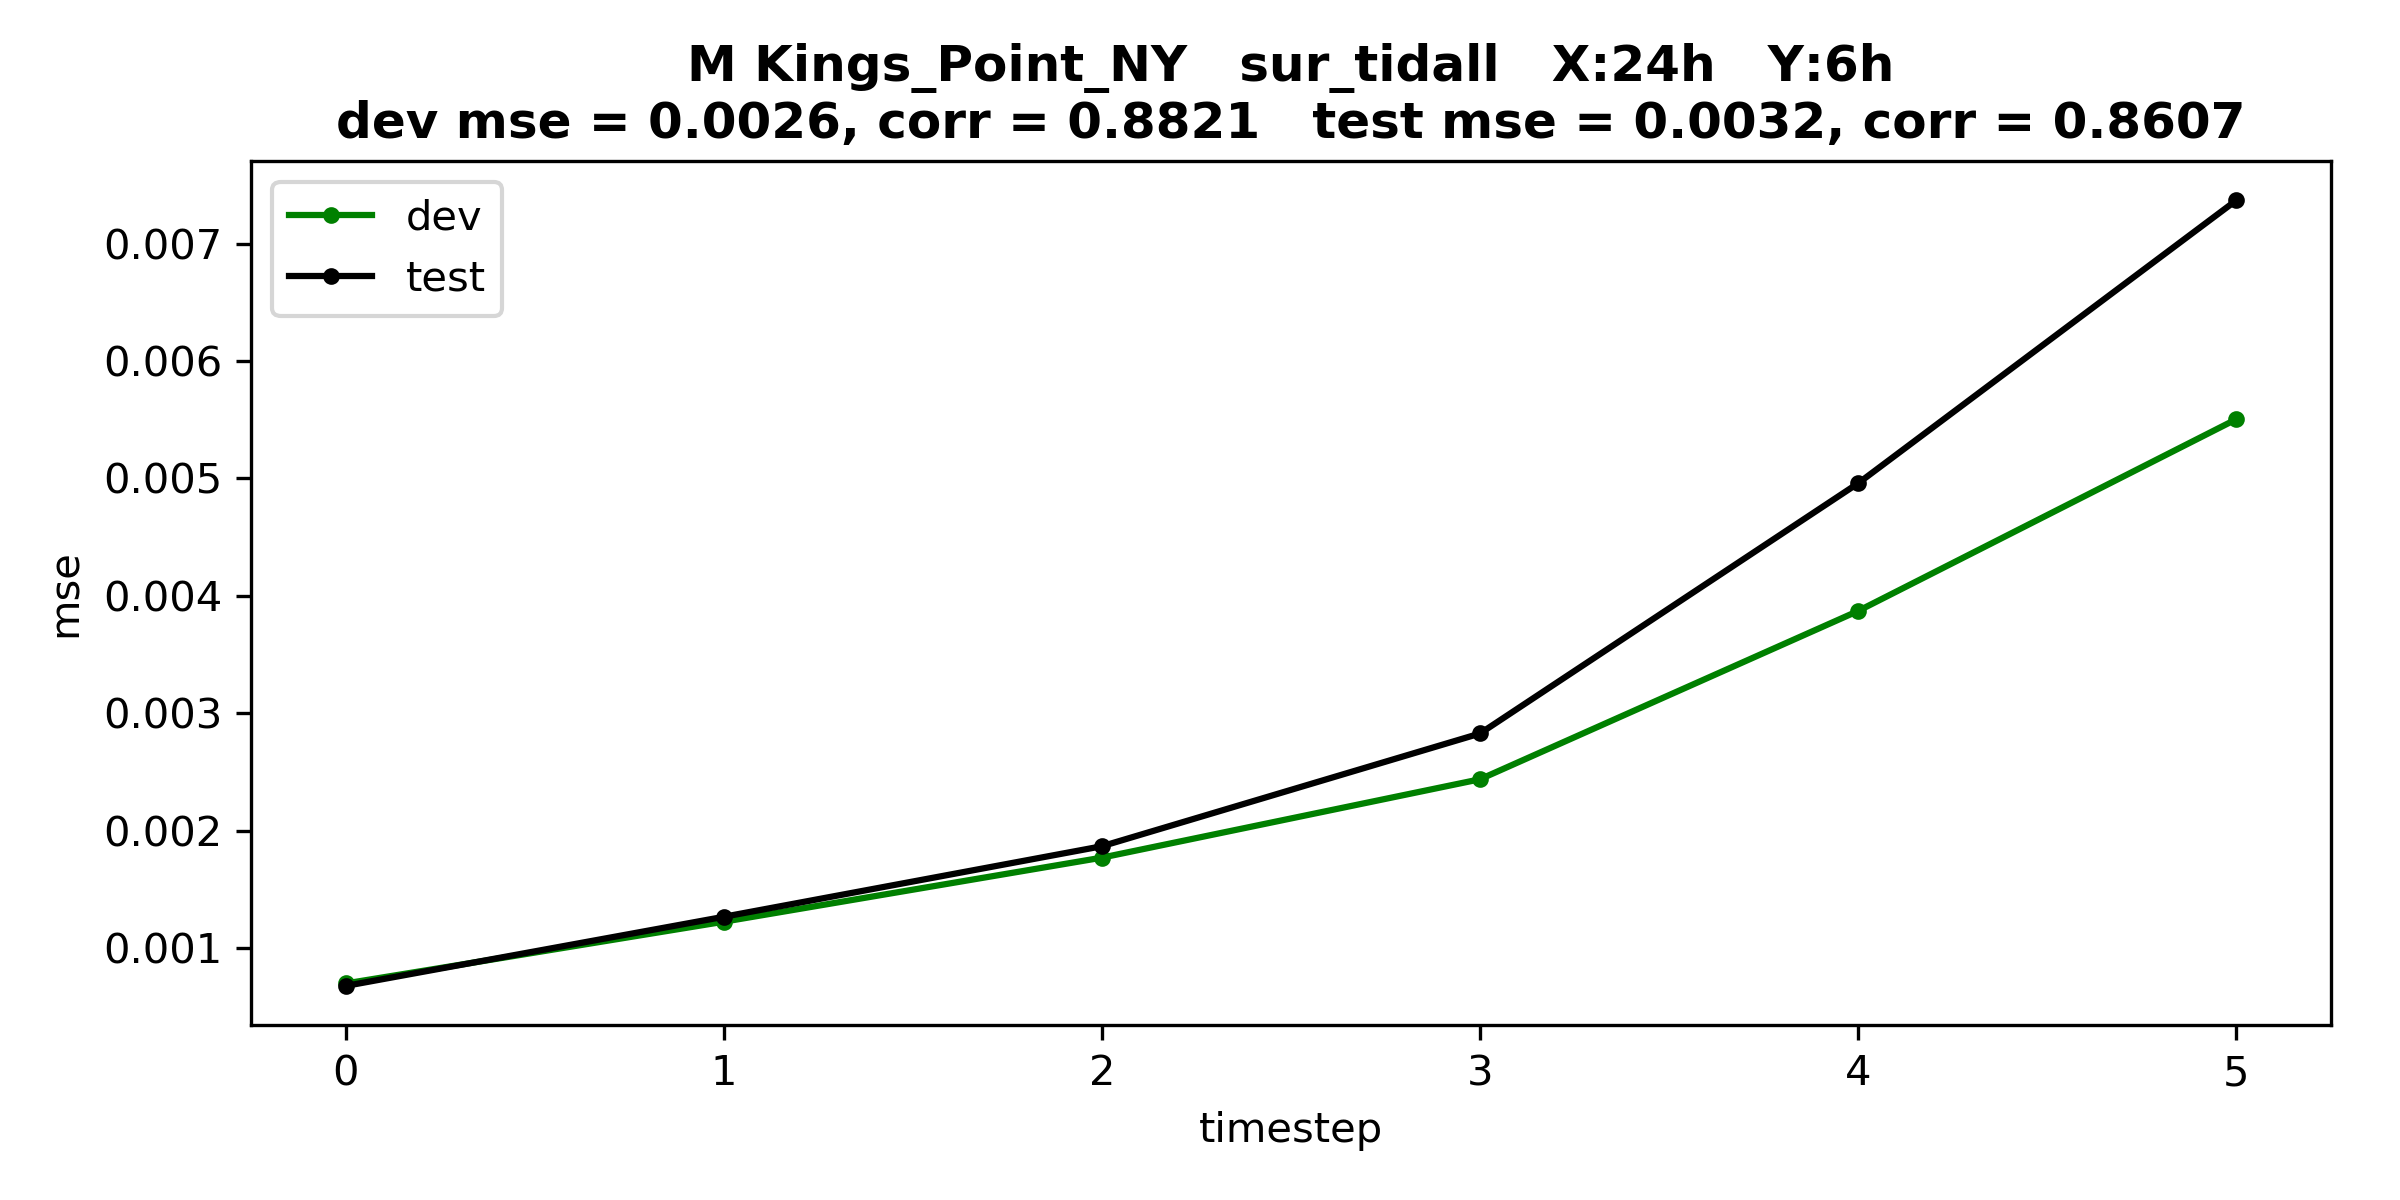 M Kings_Point_NY   sur_tidall   X:24h   Y:6h
dev mse = 0.0026, corr = 0.8821   test mse = 0.0032, corr = 0.8607
dev
test
0.007
0.006
0.005
0.004
0.003
0.002
0.001
mse
0 1 2 3 4 5
timestep